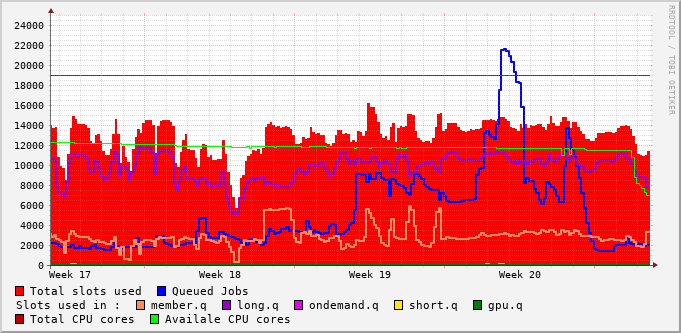 24000
22000
20000
18000
16000
14000
12000
10000
8000
6000
4000
2000
0
Week 17 Week 18 Week 19 Week 20
Total slots used Queued Jobs
Slots used in : member.q long.q ondemand.q short.q gpu.q
Total CPU cores Availale CPU cores
RRDTOOL / TOBI OETIKER